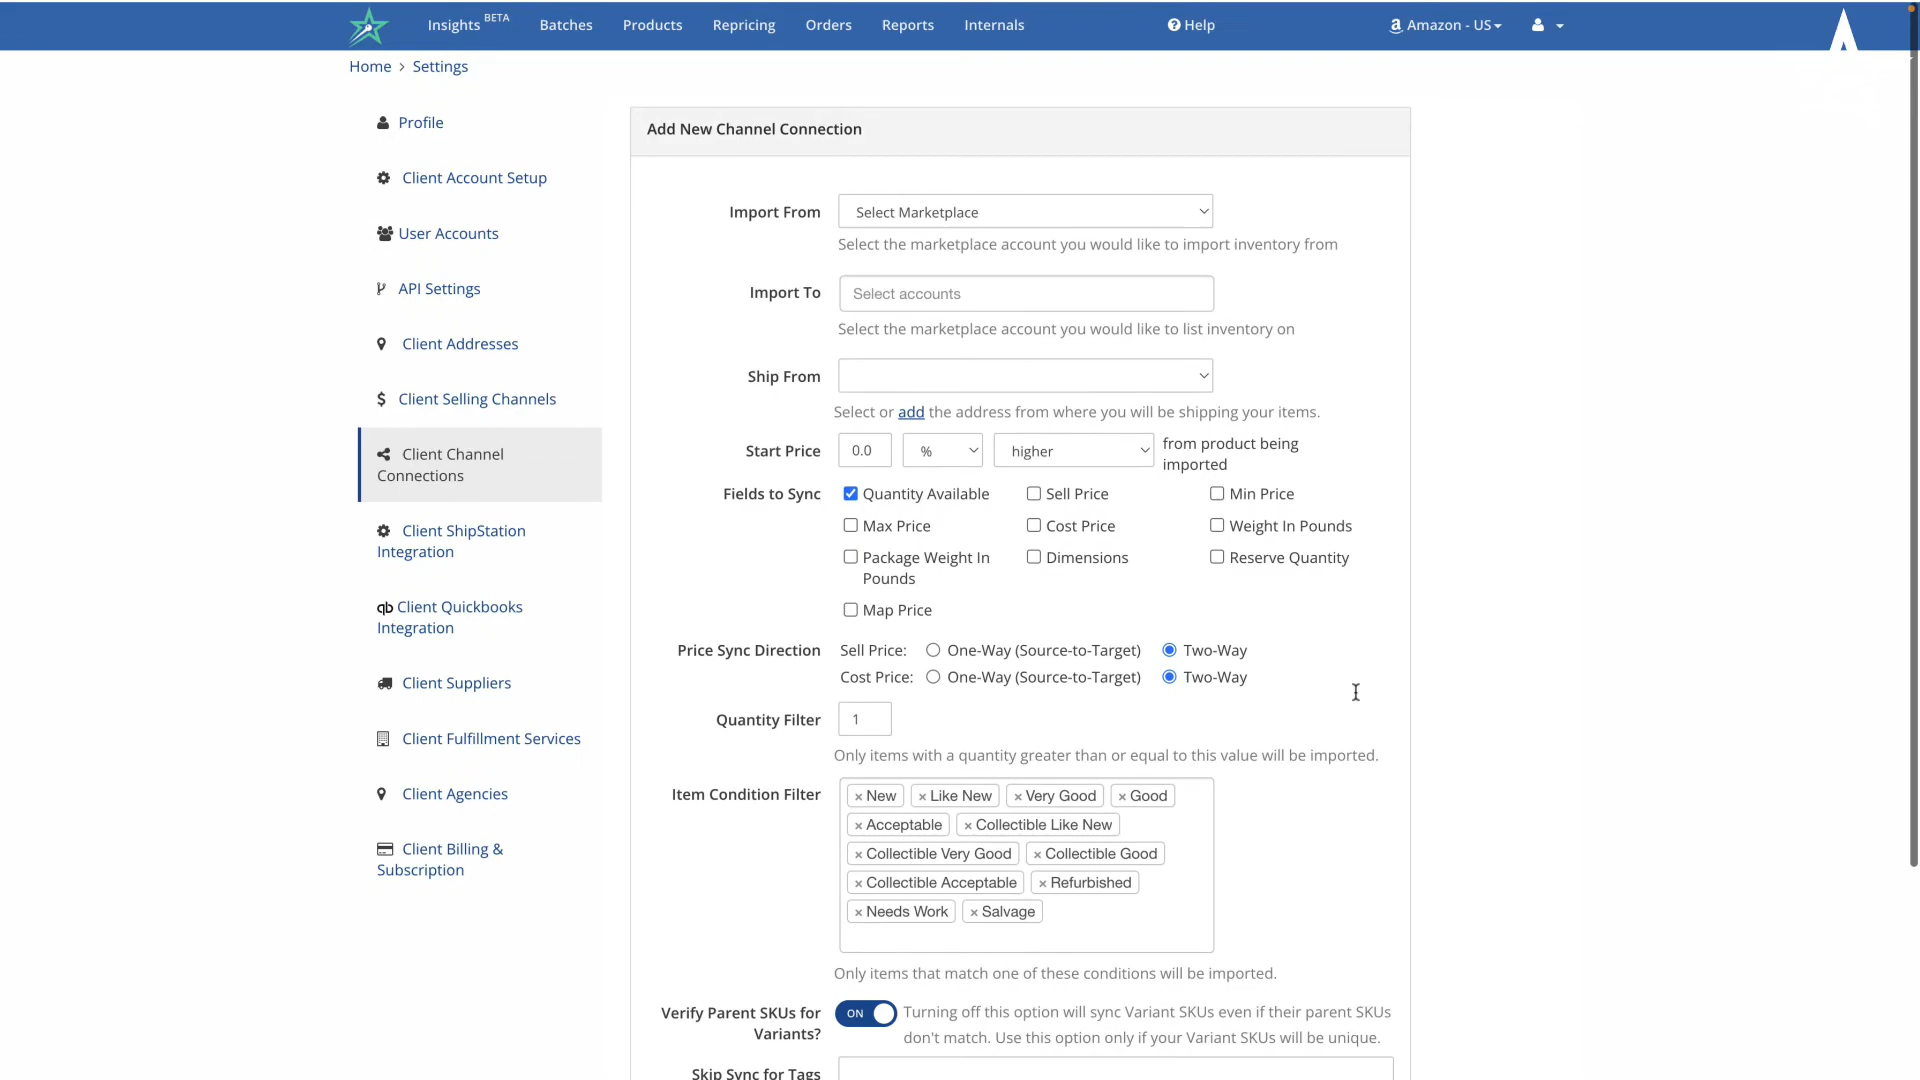 Insights BETA Batches Products Repricing Orders Reports Internals Help Amazon - US
Home > Settings
Profile
Client Account Setup
User Accounts
API Settings
Client Addresses
Client Selling Channels
Client Channel
Connections
Client ShipStation
Integration
qb Client Quickbooks
Integration
Client Suppliers
Client Fulfillment Services
Client Agencies
Client Billing &
Subscription
Add New Channel Connection
Import From Select Marketplace
Select the marketplace account you would like to import inventory from
Import To Select accounts
Select the marketplace account you would like to list inventory on
Ship From
Select or add the address from where you will be shipping your items.
Start Price 0.0 % higher from product being
imported
Fields to Sync Quantity Available Sell Price Min Price
Max Price Cost Price Weight In Pounds
Package Weight In Dimensions Reserve Quantity
Pounds
Map Price
Price Sync Direction Sell Price: One-Way (Source-to-Target) Two-Way
Cost Price: One-Way (Source-to-Target) Two-Way
Quantity Filter 1
Only items with a quantity greater than or equal to this value will be imported.
Item Condition Filter × New × Like New × Very Good × Good
× Acceptable × Collectible Like New
× Collectible Very Good × Collectible Good
× Collectible Acceptable × Refurbished
× Needs Work × Salvage
Only items that match one of these conditions will be imported.
Verify Parent SKUs for ON Turning off this option will sync Variant SKUs even if their parent SKUs
Variants? don't match. Use this option only if your Variant SKUs will be unique.
Skip Sync for Tags